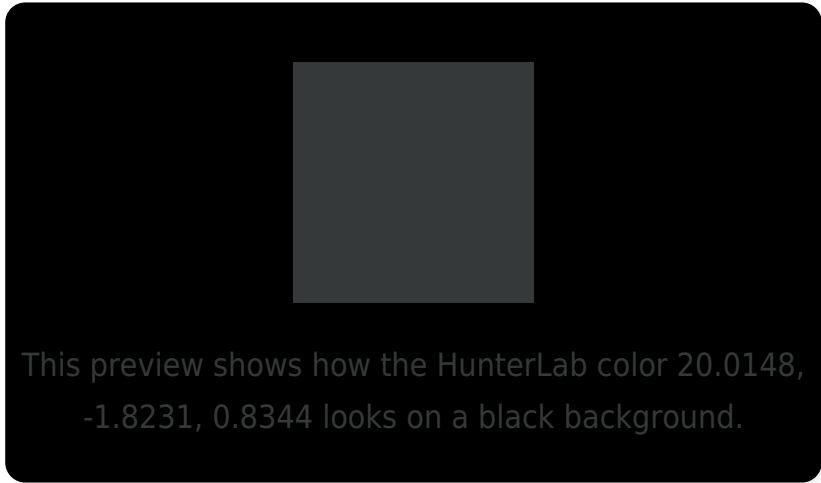 This preview shows how the HunterLab color 20.0148,
-1.8231, 0.8344 looks on a black background.